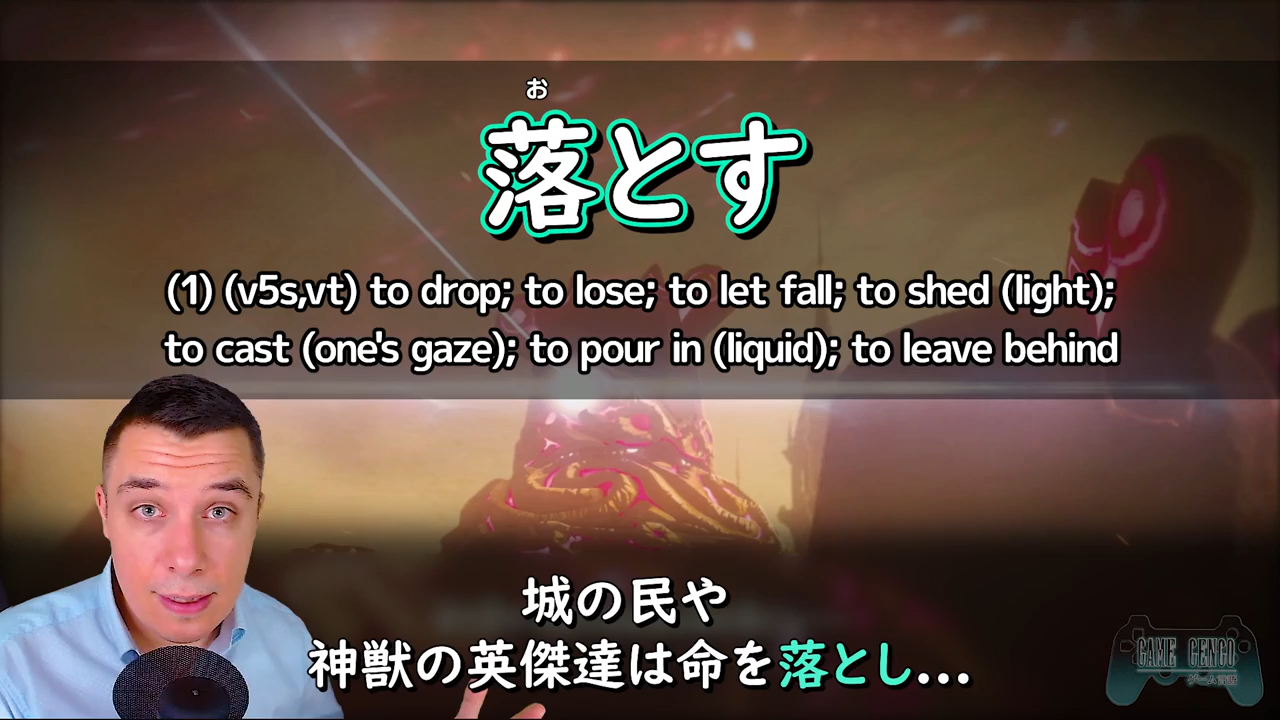 お
落とす
(1) (v5s,vt) to drop; to lose; to let fall; to shed (light);
to cast (one's gaze); to pour in (liquid); to leave behind
城の民や
神獣の英傑達は命を落とし...
GAME GENGO
ゲーム言語